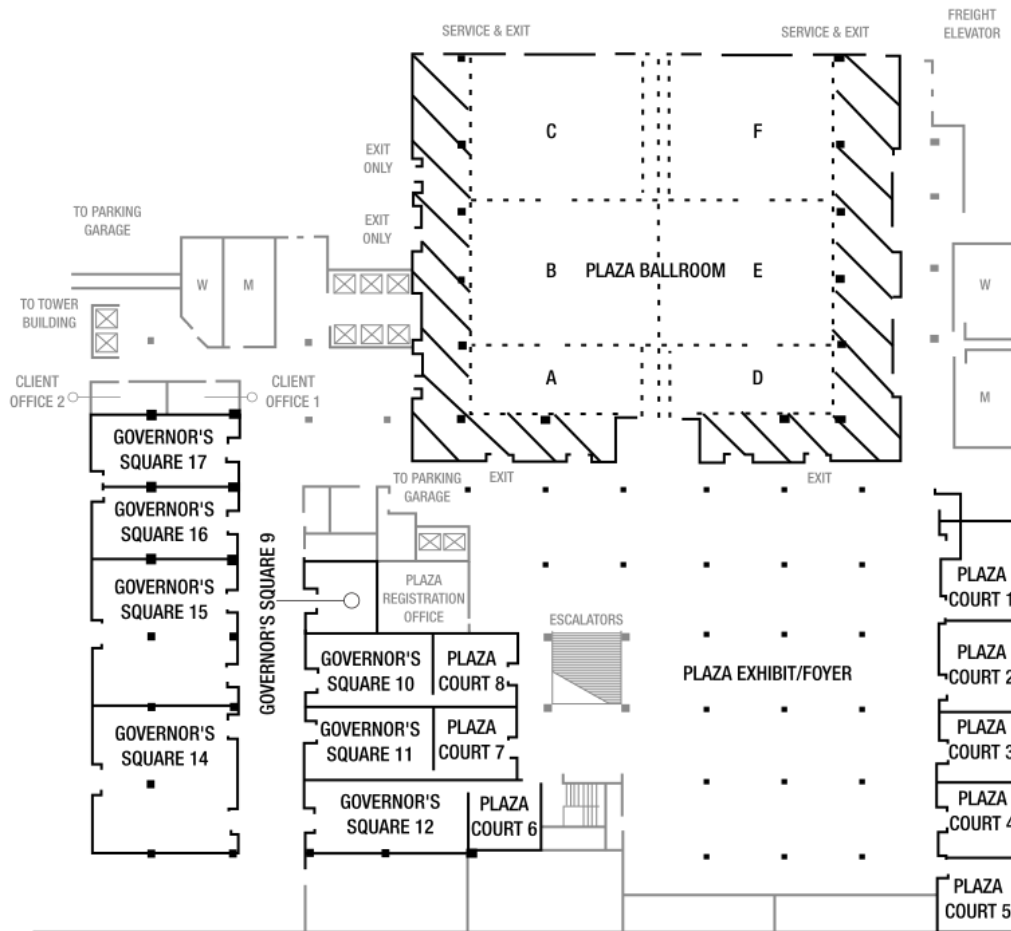 SERVICE & EXIT
SERVICE & EXIT
FREIGHT
ELEVATOR
C
F
EXIT
ONLY
TO PARKING
GARAGE
EXIT
ONLY
W
M
B
PLAZA BALLROOM
E
W
TO TOWER
BUILDING
A
D
CLIENT
OFFICE 2
CLIENT
OFFICE 1
M
GOVERNOR'S
SQUARE 17
TO PARKING
GARAGE
EXIT
EXIT
GOVERNOR'S
SQUARE 16
GOVERNOR'S SQUARE 9
GOVERNOR'S
SQUARE 15
PLAZA
REGISTRATION
OFFICE
PLAZA
COURT 1
ESCALATORS
GOVERNOR'S
SQUARE 10
PLAZA
COURT 8
PLAZA EXHIBIT/FOYER
PLAZA
COURT 2
GOVERNOR'S
SQUARE 14
GOVERNOR'S
SQUARE 11
PLAZA
COURT 7
PLAZA
COURT 3
GOVERNOR'S
SQUARE 12
PLAZA
COURT 6
PLAZA
COURT 4
PLAZA
COURT 5